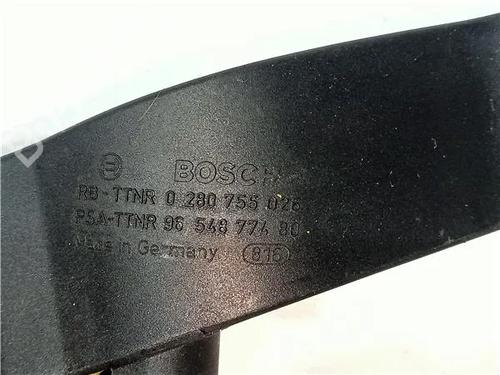 BOSCH
RB-TTNR 0 280 755 026
PSA-TTNR 96 548 774 80
Made in Germany 816